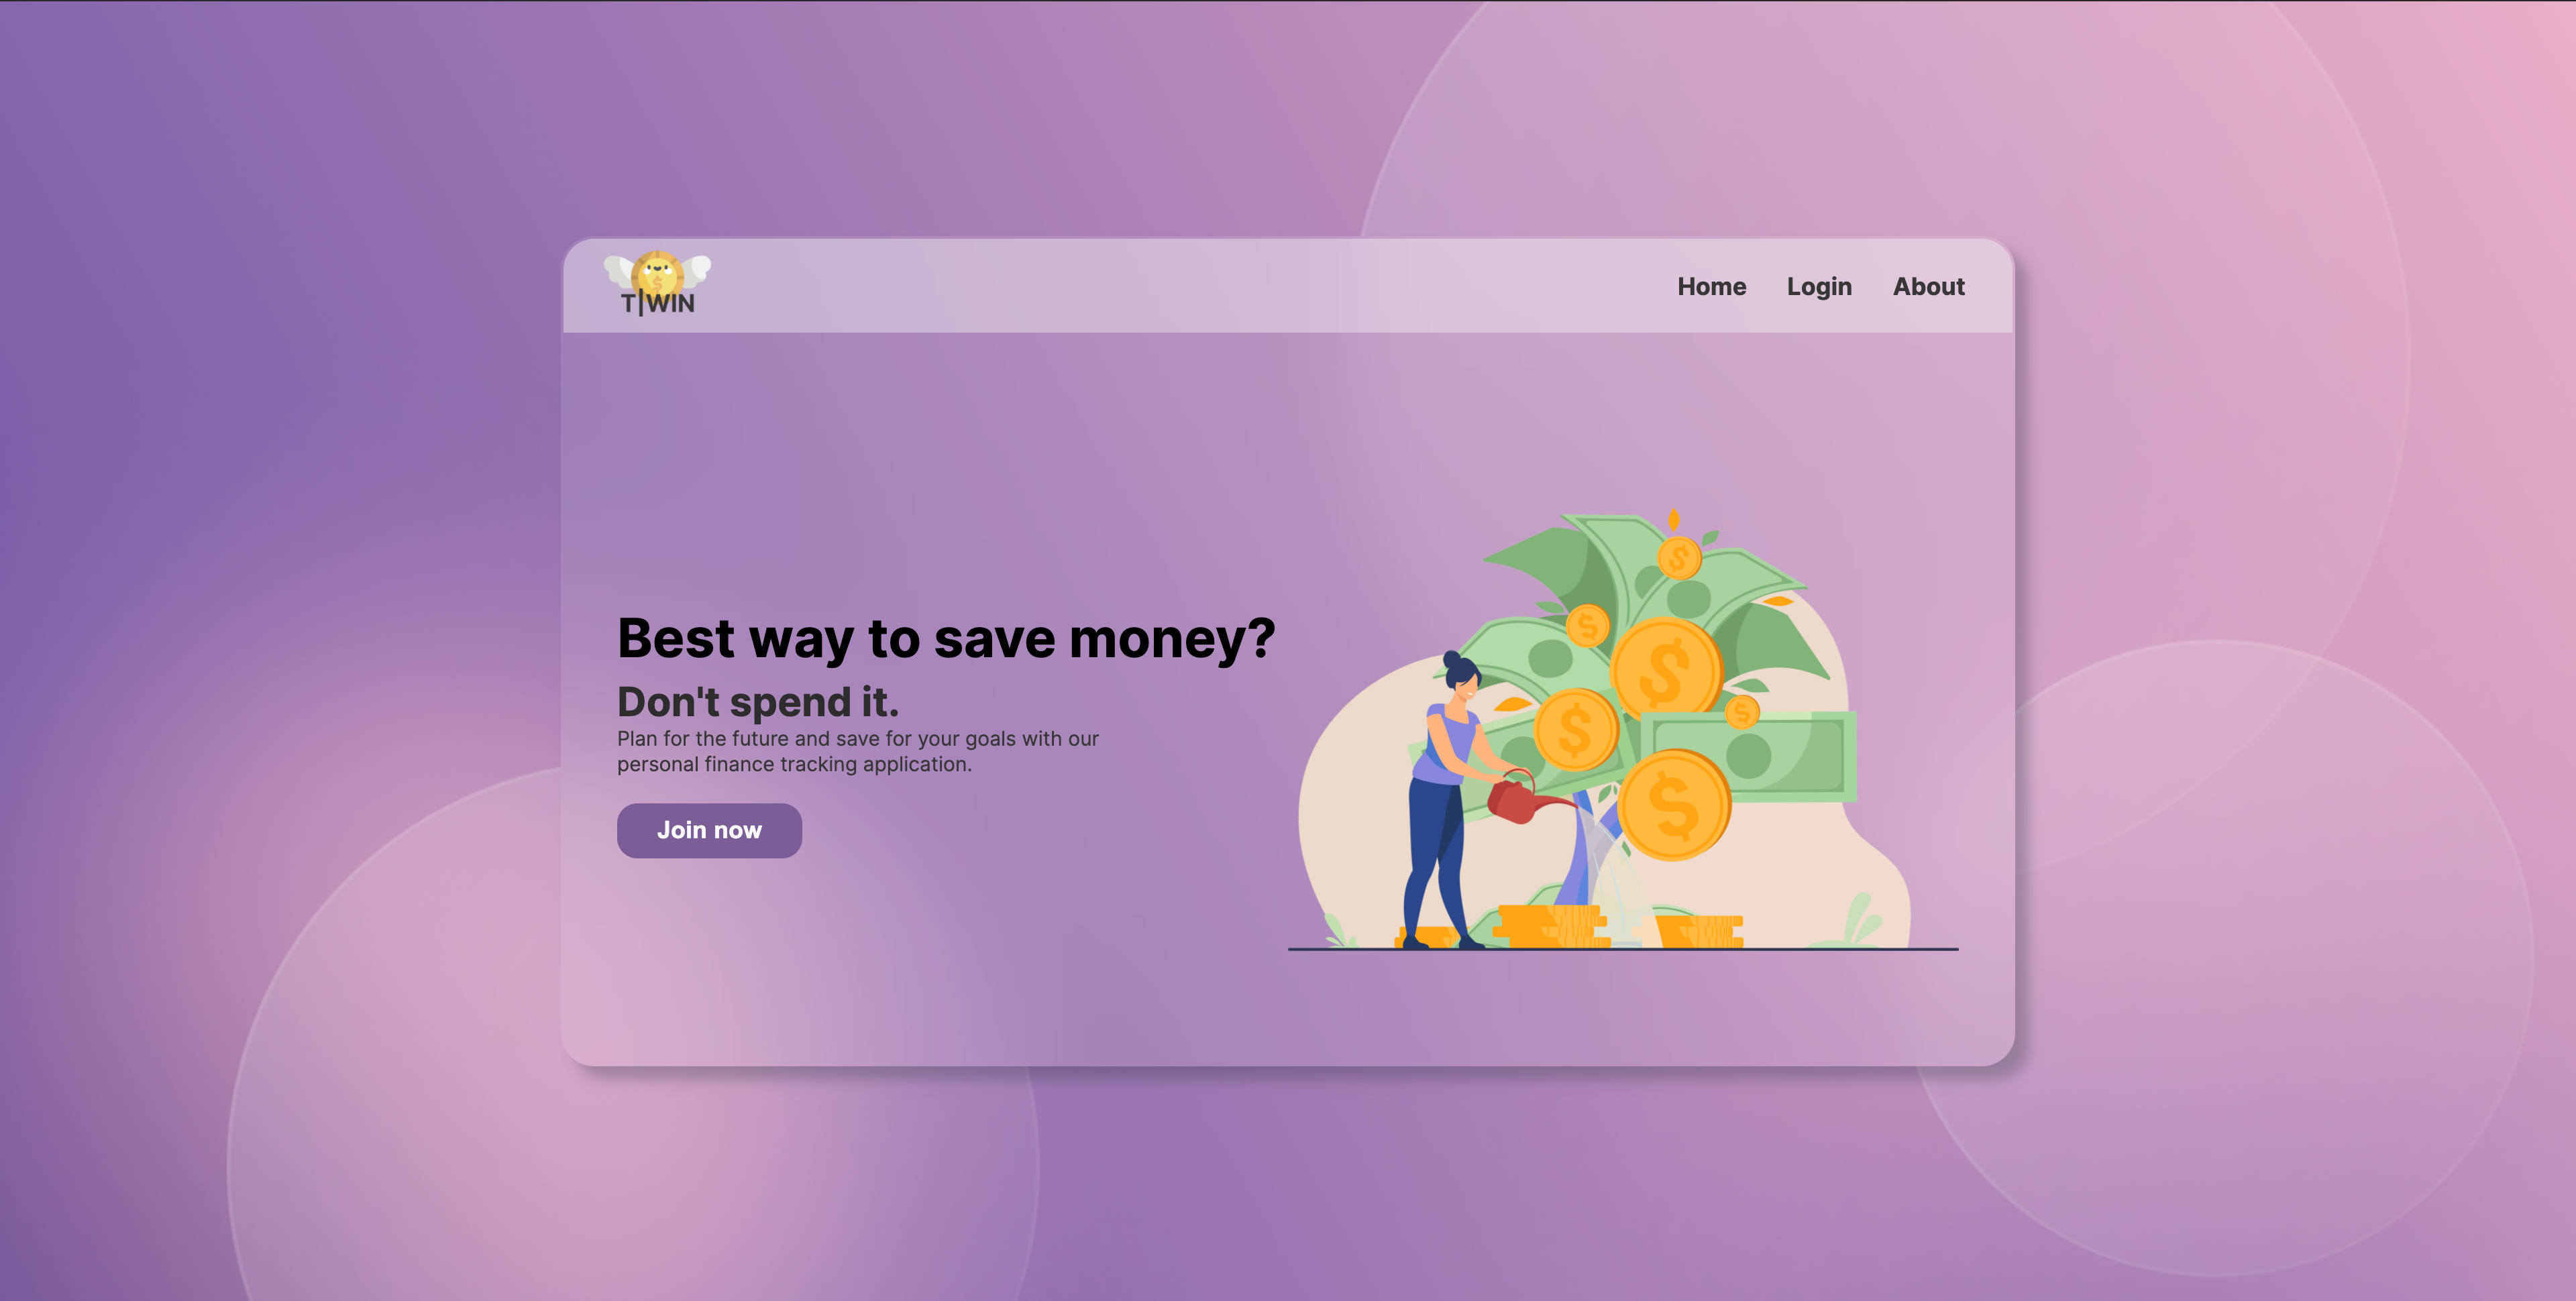 T|WIN
Home Login About
Best way to save money?
Don't spend it.
Plan for the future and save for your goals with our
personal finance tracking application.
Join now